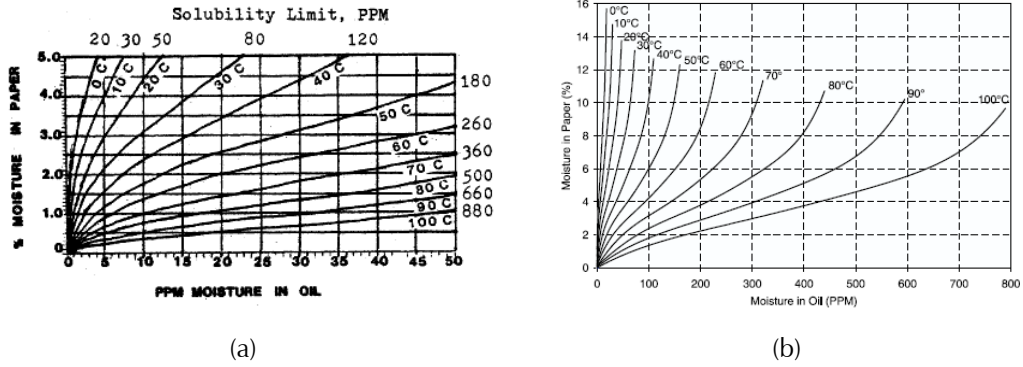 Solubility Limit, PPM
20 30 50 80 120
5.0
4.0
3.0
2.0
1.0
0
% MOISTURE IN PAPER
0 C
10 C
20 C
30 C
40 C
50 C
60 C
70 C
80 C
90 C
100 C
180
260
360
500
660
880
0 5 10 15 20 25 30 35 40 45 50
PPM MOISTURE IN OIL
(a)
16
14
12
10
8
6
4
2
0
Moisture in Paper (%)
0°C
10°C
20°C
30°C
40°C
50°C
60°C
70°
80°C
90°
100°C
0 100 200 300 400 500 600 700 800
Moisture in Oil (PPM)
(b)